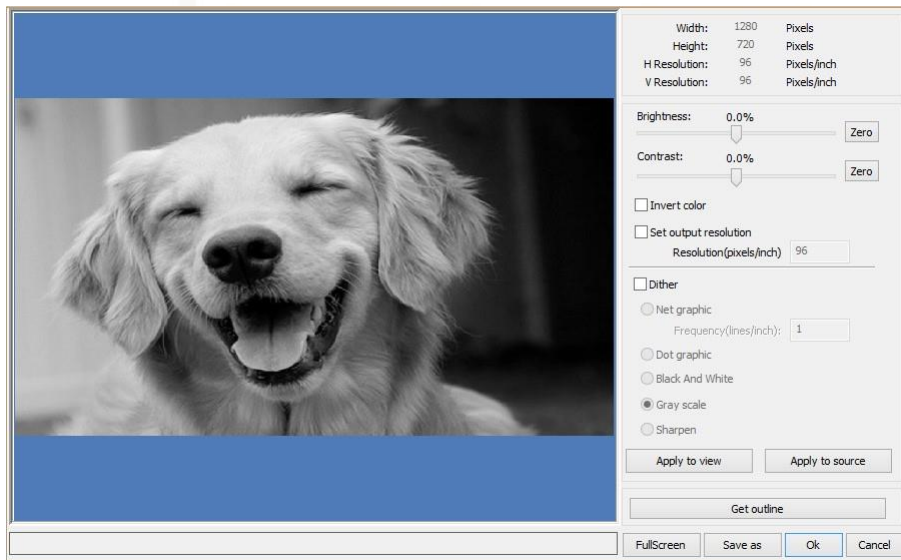 Width: 1280 Pixels
Height: 720 Pixels
H Resolution: 96 Pixels/inch
V Resolution: 96 Pixels/inch
Brightness: 0.0%
Zero
Contrast: 0.0%
Zero
Invert color
Set output resolution
Resolution(pixels/inch) 96
Dither
Net graphic
Frequency(lines/inch): 1
Dot graphic
Black And White
Gray scale
Sharpen
Apply to view Apply to source
Get outline
FullScreen Save as Ok Cancel